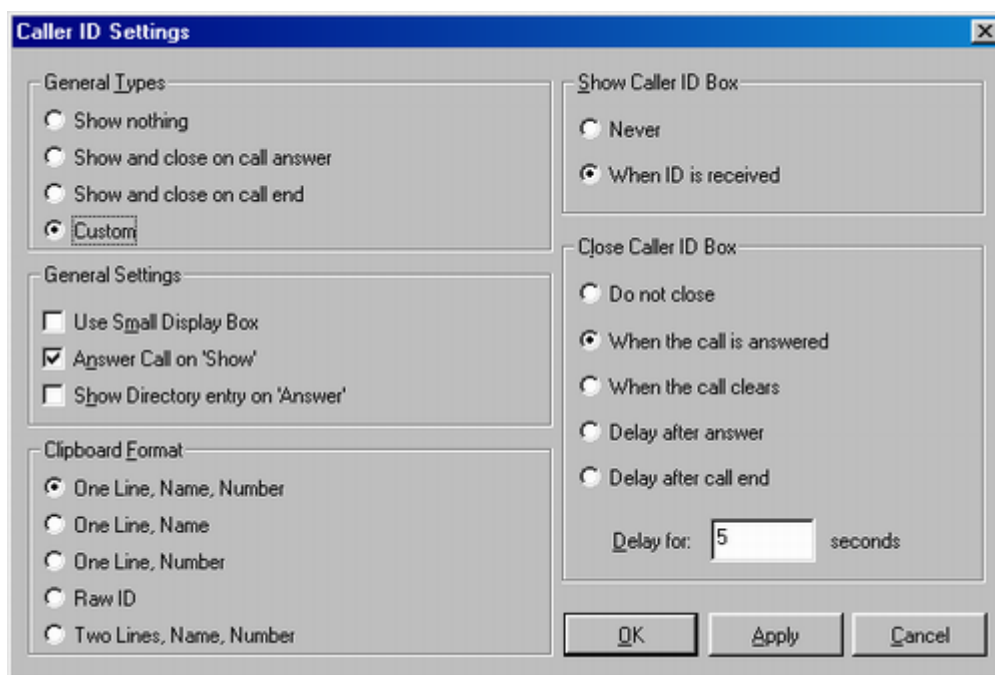 Caller ID Settings
General Types
Show nothing
Show and close on call answer
Show and close on call end
Custom
General Settings
Use Small Display Box
Answer Call on 'Show'
Show Directory entry on 'Answer'
Clipboard Format
One Line, Name, Number
One Line, Name
One Line, Number
Raw ID
Two Lines, Name, Number
Show Caller ID Box
Never
When ID is received
Close Caller ID Box
Do not close
When the call is answered
When the call clears
Delay after answer
Delay after call end
Delay for: 5 seconds
OK Apply Cancel